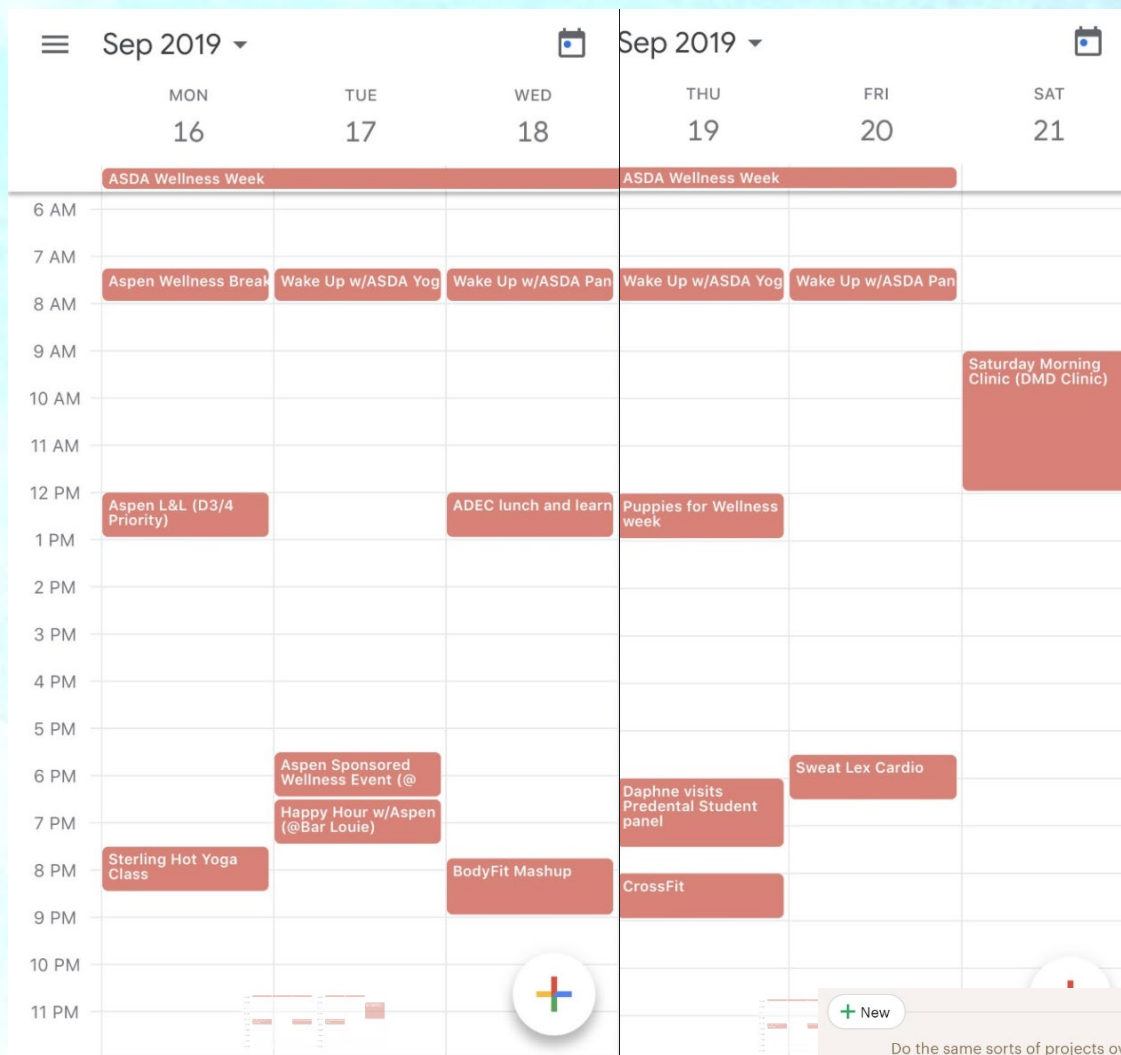 Sep 2019
Sep 2019
MON
TUE
WED
THU
FRI
SAT
16
17
18
19
20
21
ASDA Wellness Week
ASDA Wellness Week
6 AM
7 AM
Aspen Wellness Break
Wake Up w/ASDA Yog
Wake Up w/ASDA Pan
Wake Up w/ASDA Yog
Wake Up w/ASDA Pan
8 AM
9 AM
Saturday Morning
Clinic (DMD Clinic)
10 AM
11 AM
12 PM
Aspen L&L (D3/4
Priority)
ADEC lunch and learn
Puppies for Wellness
week
1 PM
2 PM
3 PM
4 PM
5 PM
Aspen Sponsored
Wellness Event (@
Sweat Lex Cardio
6 PM
Daphne visits
Predental Student
panel
Happy Hour w/Aspen
(@Bar Louie)
7 PM
Sterling Hot Yoga
Class
8 PM
BodyFit Mashup
CrossFit
9 PM
10 PM
11 PM
New
Do the same sorts of projects ov